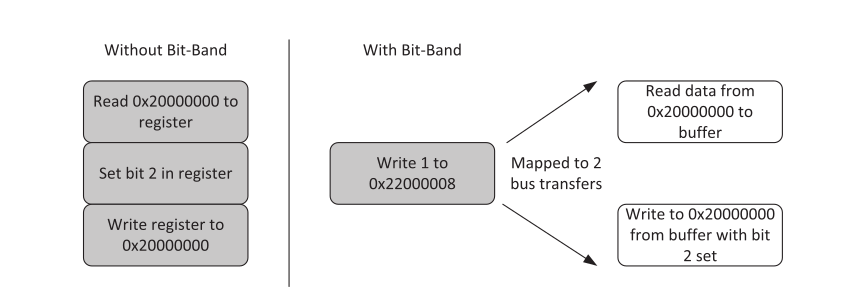 Without Bit-Band
Read 0x20000000 to
register
Set bit 2 in register
Write register to
0x20000000
With Bit-Band
Write 1 to
0x22000008
Mapped to 2
bus transfers
Read data from
0x20000000 to
buffer
Write to 0x20000000
from buffer with bit
2 set